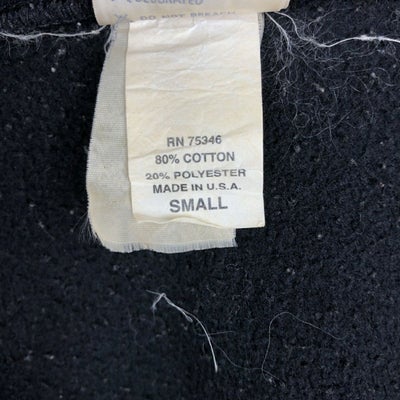 DO NOT BLEACH
RN 75346
80% COTTON
20% POLYESTER
MADE IN U.S.A.
SMALL